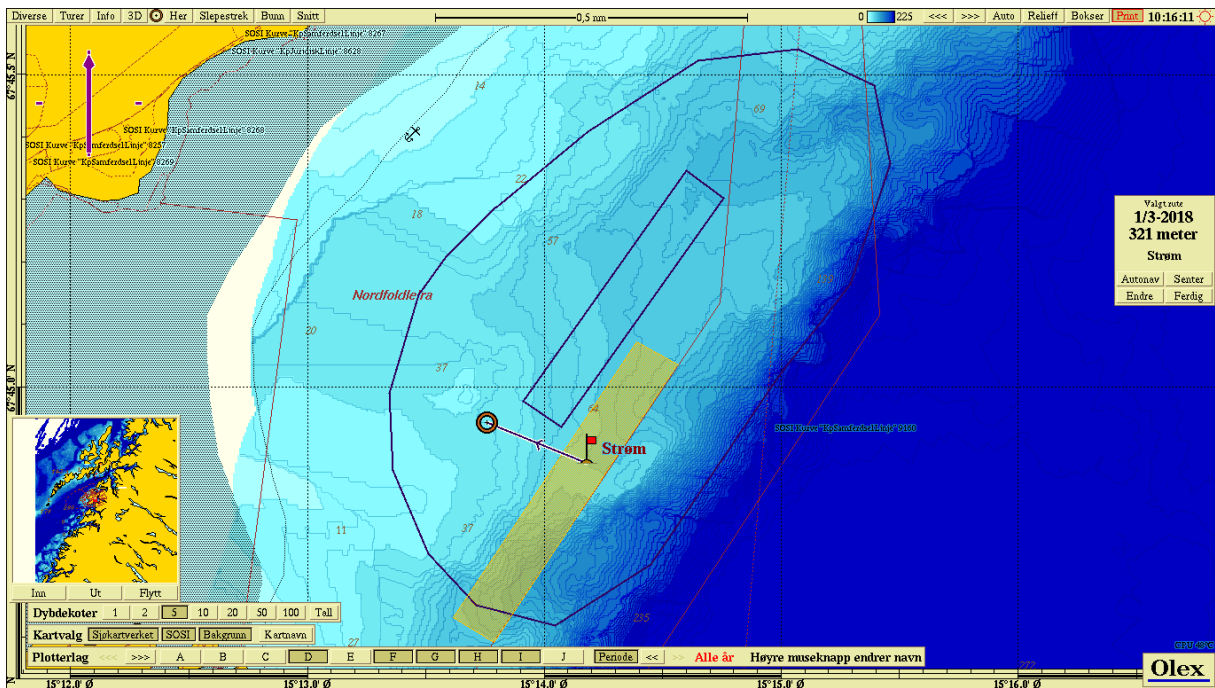 Diverse Turer Info 3D Her Slepestrek Bunn Snitt
0,5 nm
0 225 <<< >>> Auto Relieff Bokser Print 10:16:11
SOSI Kurve "KpSamferdselLinje" 8267
SOSI Kurve "KpJuridiskLinje" 8628
67°45,5' N
14
69
SOSI Kurve "KpSamferdselLinje" 8268
SOSI Kurve "KpSamferdselLinje" 8257
SOSI Kurve "KpSamferdselLinje" 8269
22
18
57
Valgt rute
1/3-2018
321 meter
Strøm
Autonav Senter
Endre Ferdig
Nordfoldleira
20
37
67°45,0' N
64
SOSI Kurve "KpSamferdselLinje" 8160
Strøm
37
11
Inn Ut Flytt
235
27
Dybdekoter 1 2 5 10 20 50 100 Tall
Kartvalg Sjøkartverket SOSI Bakgrunn Kartnavn
Plotterlag <<< >>> A B C D E F G H I J Periode << >> Alle år Høyre museknapp endrer navn
272
Olex
15°12,0' Ø 15°13,0' Ø 15°14,0' Ø 15°15,0' Ø 15°16,0' Ø